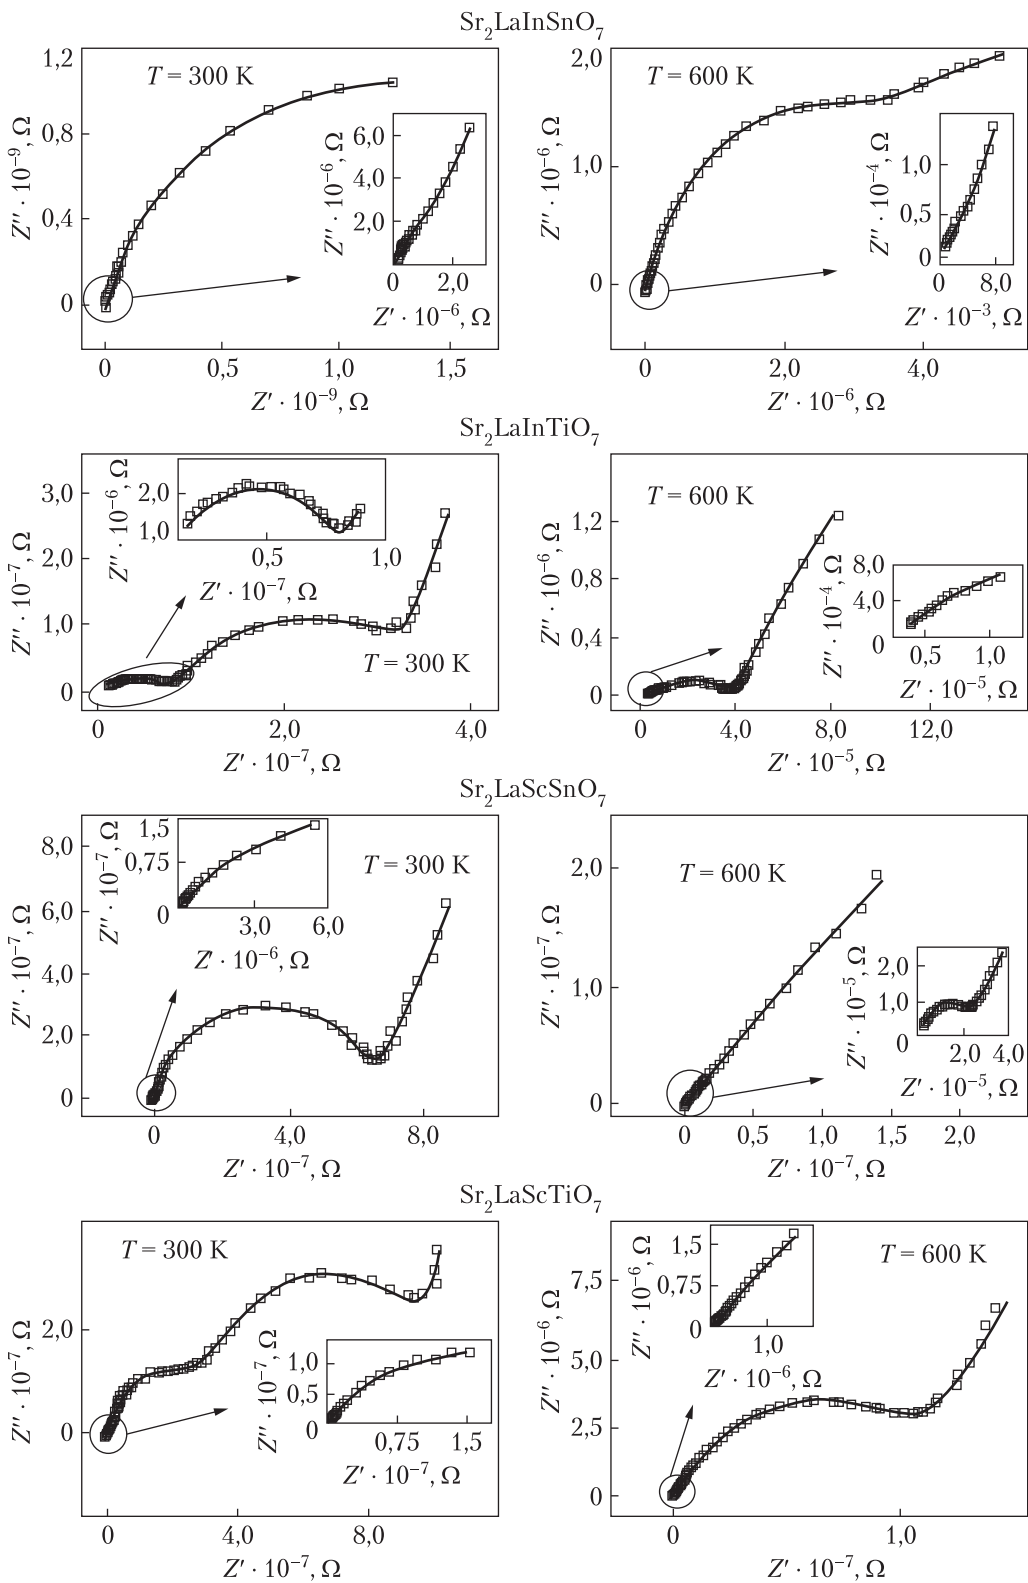 Sr₂LaInSnO₇
T = 300 K
Z″ · 10⁻⁹, Ω
1,2
0,8
0,4
0
0 0,5 1,0 1,5
Z′ · 10⁻⁹, Ω
Z″ · 10⁻⁶, Ω
6,0
4,0
2,0
0 2,0
Z′ · 10⁻⁶, Ω
T = 600 K
Z″ · 10⁻⁶, Ω
2,0
1,0
0
0 2,0 4,0
Z′ · 10⁻⁶, Ω
Z″ · 10⁻⁴, Ω
1,0
0,5
0
0 8,0
Z′ · 10⁻³, Ω
Sr₂LaInTiO₇
Z″ · 10⁻⁷, Ω
3,0
2,0
1,0
0
0 2,0 4,0
Z′ · 10⁻⁷, Ω
T = 300 K
Z″ · 10⁻⁶, Ω
2,0
1,0
0,5 1,0
Z′ · 10⁻⁷, Ω
T = 600 K
Z″ · 10⁻⁶, Ω
1,2
0,8
0,4
0
0 4,0 8,0 12,0
Z′ · 10⁻⁵, Ω
Z″ · 10⁻⁴, Ω
8,0
4,0
0
0,5 1,0
Z′ · 10⁻⁵, Ω
Sr₂LaScSnO₇
Z″ · 10⁻⁷, Ω
8,0
6,0
4,0
2,0
0
0 4,0 8,0
Z′ · 10⁻⁷, Ω
T = 300 K
Z″ · 10⁻⁷, Ω
1,5
0,75
0
3,0 6,0
Z′ · 10⁻⁶, Ω
T = 600 K
Z″ · 10⁻⁷, Ω
2,0
1,0
0
0 0,5 1,0 1,5 2,0
Z′ · 10⁻⁷, Ω
Z″ · 10⁻⁵, Ω
2,0
1,0
0
2,0 4,0
Z′ · 10⁻⁵, Ω
Sr₂LaScTiO₇
T = 300 K
Z″ · 10⁻⁷, Ω
2,0
0
0 4,0 8,0
Z′ · 10⁻⁷, Ω
Z″ · 10⁻⁷, Ω
1,0
0,5
0
0,75 1,5
Z′ · 10⁻⁷, Ω
T = 600 K
Z″ · 10⁻⁶, Ω
7,5
5,0
2,5
0
0 1,0
Z′ · 10⁻⁷, Ω
Z″ · 10⁻⁶, Ω
1,5
0,75
0
1,0
Z′ · 10⁻⁶, Ω